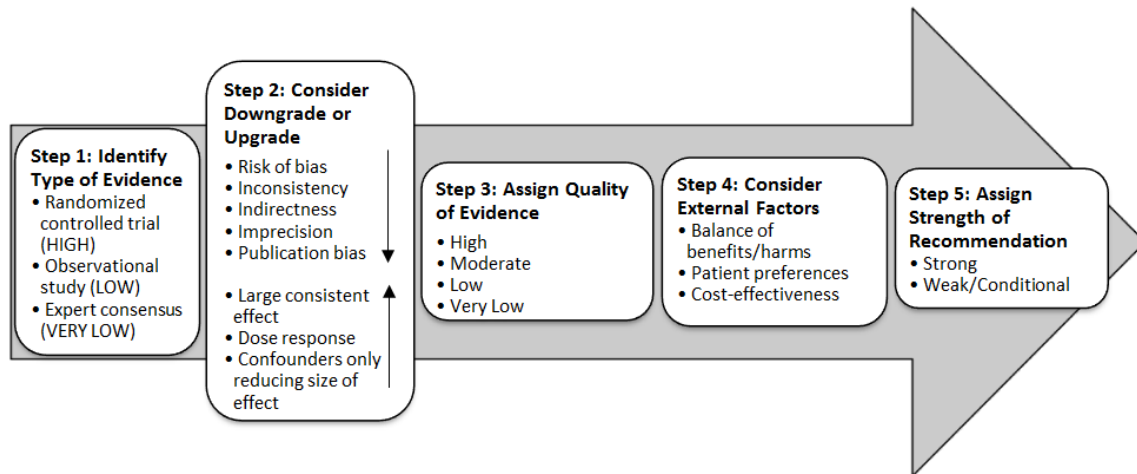 Step 1: Identify
Type of Evidence
• Randomized
controlled trial
(HIGH)
• Observational
study (LOW)
• Expert consensus
(VERY LOW)
Step 2: Consider
Downgrade or
Upgrade
• Risk of bias
• Inconsistency
• Indirectness
• Imprecision
• Publication bias
• Large consistent
effect
• Dose response
• Confounders only
reducing size of
effect
Step 3: Assign Quality
of Evidence
• High
• Moderate
• Low
• Very Low
Step 4: Consider
External Factors
• Balance of
benefits/harms
• Patient preferences
• Cost-effectiveness
Step 5: Assign
Strength of
Recommendation
• Strong
• Weak/Conditional